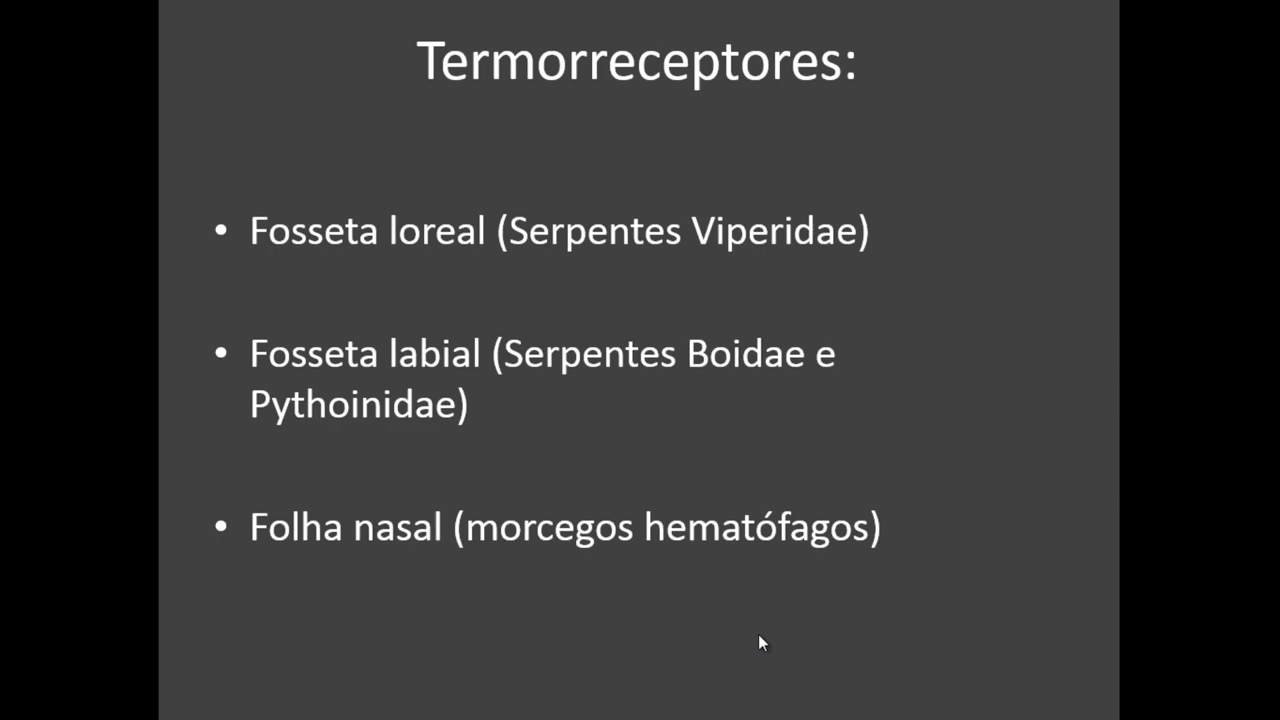 Termorreceptores:
• Fosseta loreal (Serpentes Viperidae)
• Fosseta labial (Serpentes Boidae e
Pythoinidae)
• Folha nasal (morcegos hematófagos)